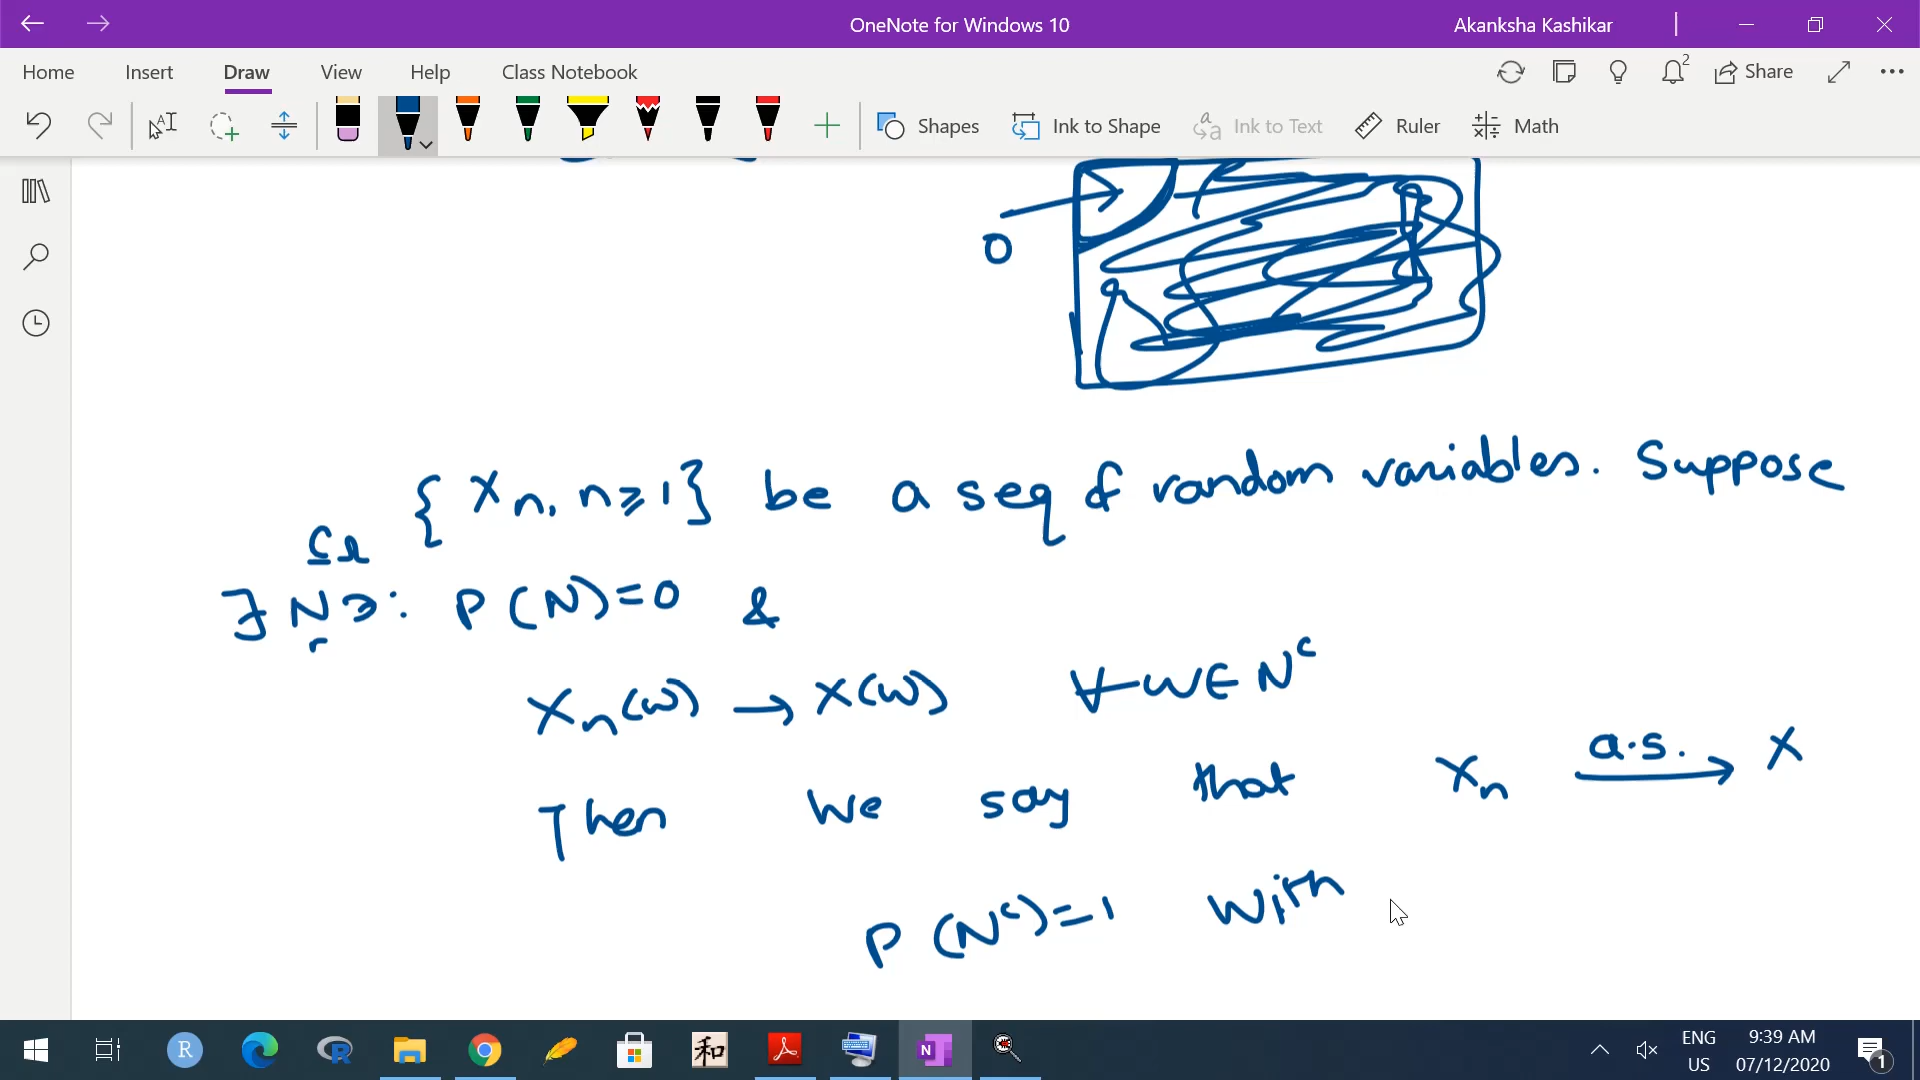 OneNote for Windows 10
Akanksha Kashikar
Home Insert Draw View Help Class Notebook
Share
Shapes Ink to Shape Ink to Text Ruler Math
0
{ Xn, n ≥ 1 } be a seq of random variables. Suppose
⊆ Ω
∃ N ∋: P(N) = 0 &
Xn(ω) → X(ω) ∀ ω ∈ N^c
Then we say that Xn a.s.→ X
P(N^c) = 1 with
ENG
US
9:39 AM
07/12/2020